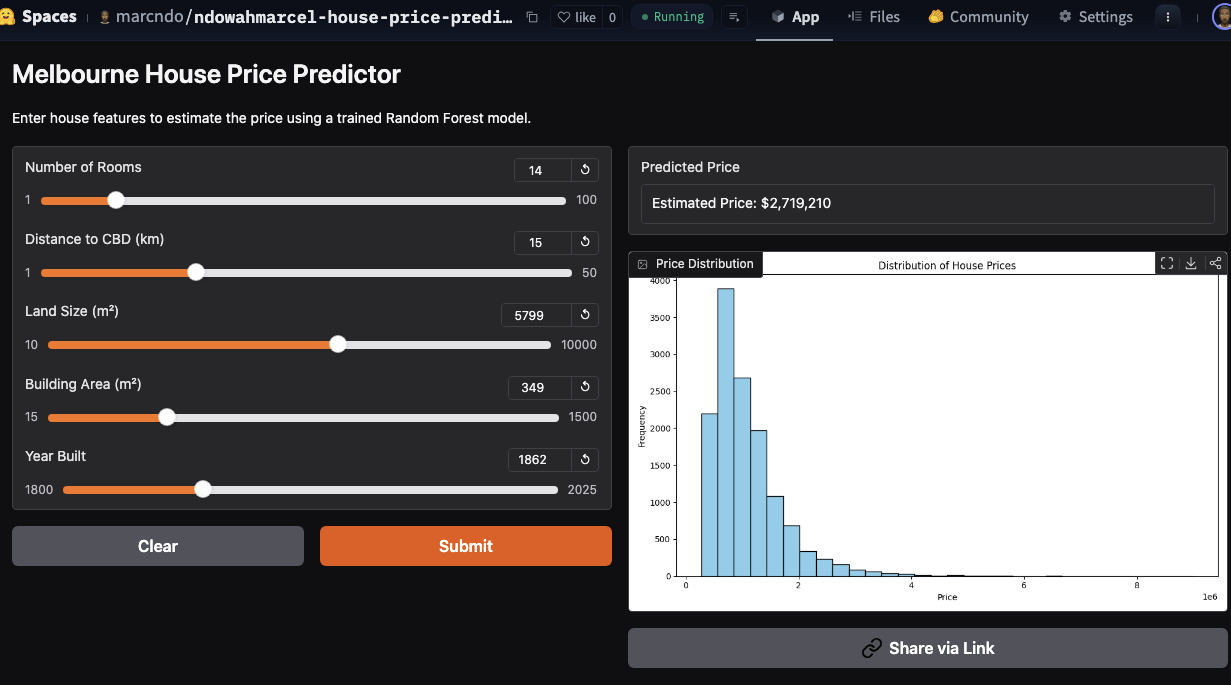 Spaces
marcndo/ndowahmarcel-house-price-predi...
like 0
Running
App
Files
Community
Settings
Melbourne House Price Predictor
Enter house features to estimate the price using a trained Random Forest model.
Number of Rooms
14
1
100
Distance to CBD (km)
15
1
50
Land Size (m²)
5799
10
10000
Building Area (m²)
349
15
1500
Year Built
1862
1800
2025
Clear
Submit
Predicted Price
Estimated Price: $2,719,210
Price Distribution
Distribution of House Prices
4000
3500
3000
2500
2000
1500
1000
500
0
Frequency
0 2 4 6 8
1e6
Price
Share via Link